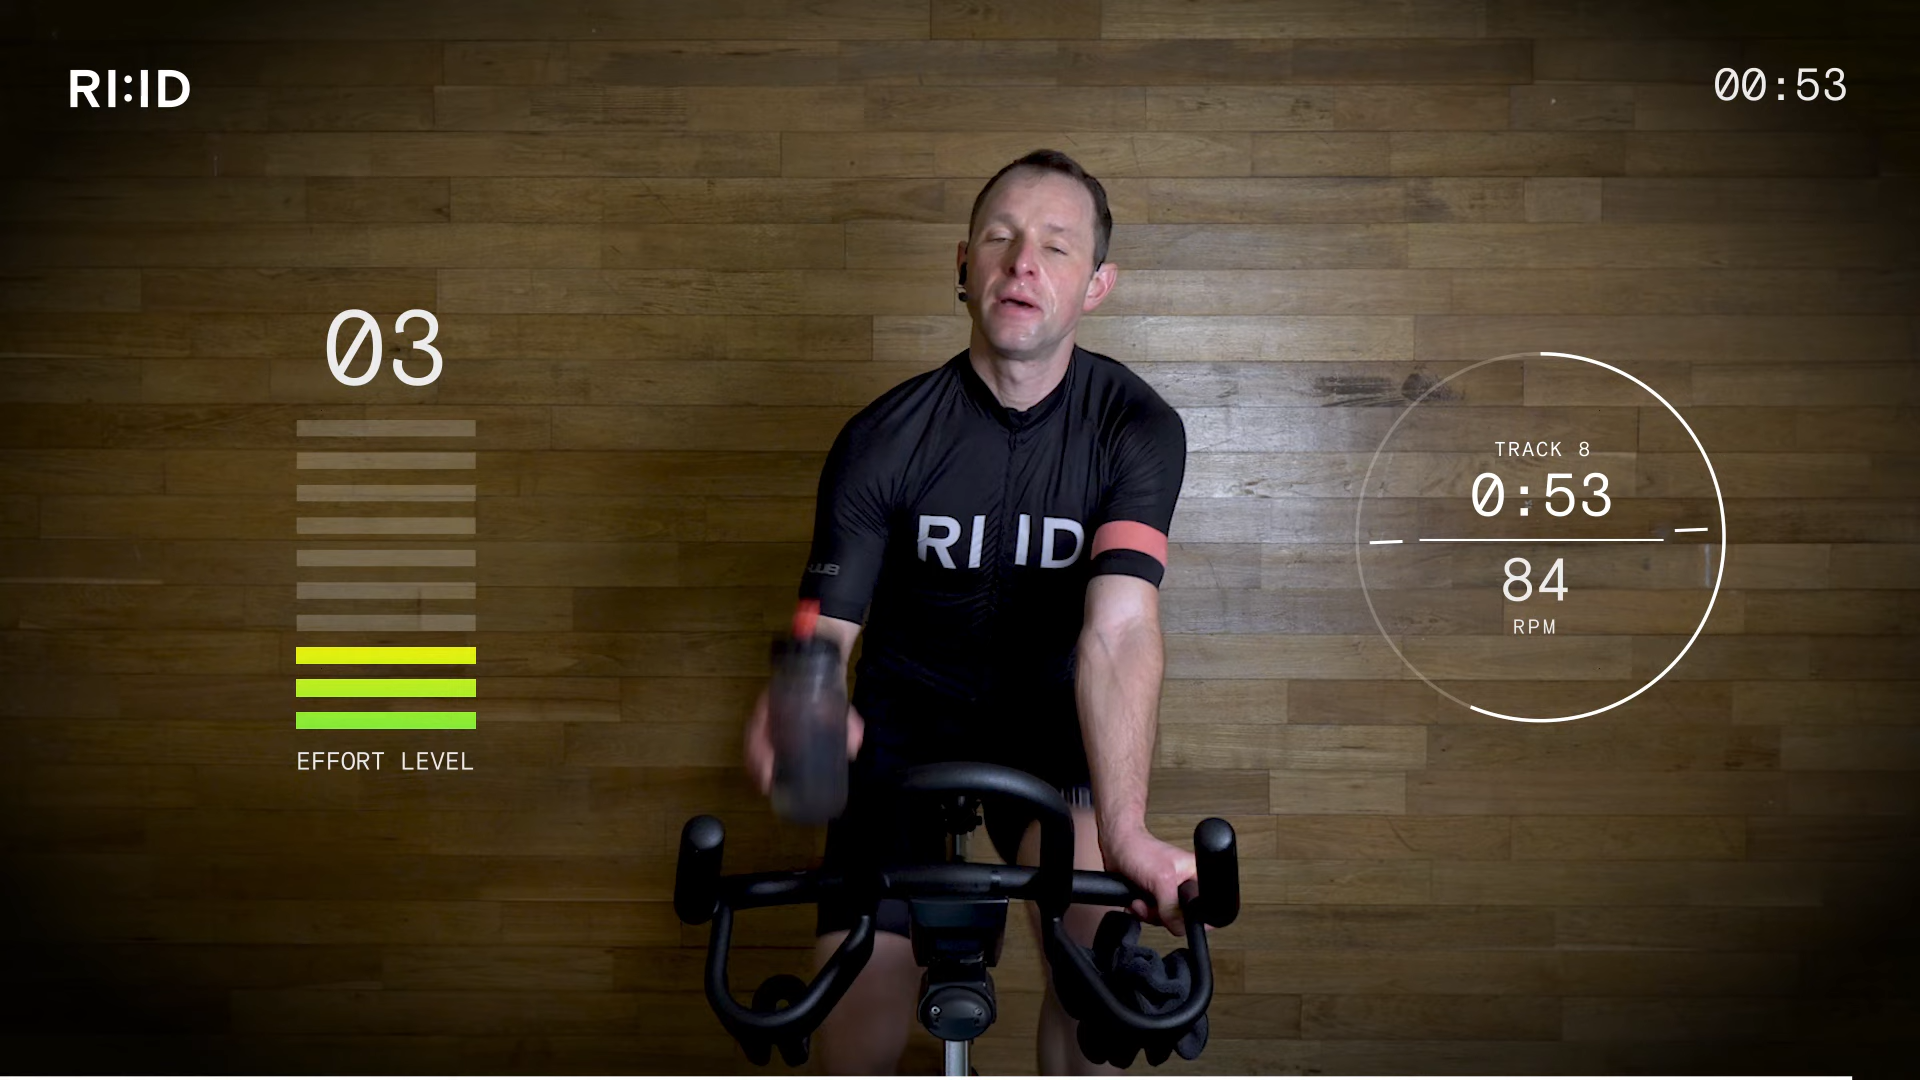 RI:ID
00:53
03
EFFORT LEVEL
RI ID
TRACK 8
0:53
84
RPM